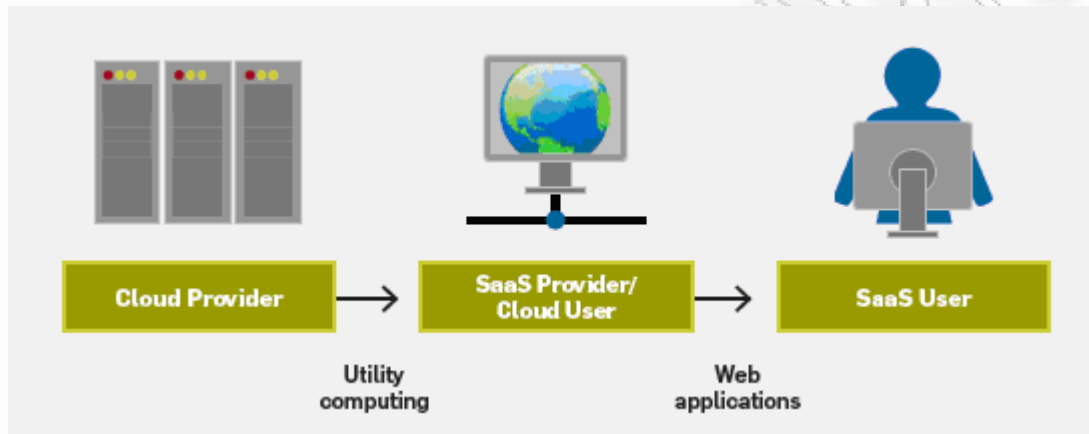 Cloud Provider
SaaS Provider/
Cloud User
SaaS User
Utility
computing
Web
applications